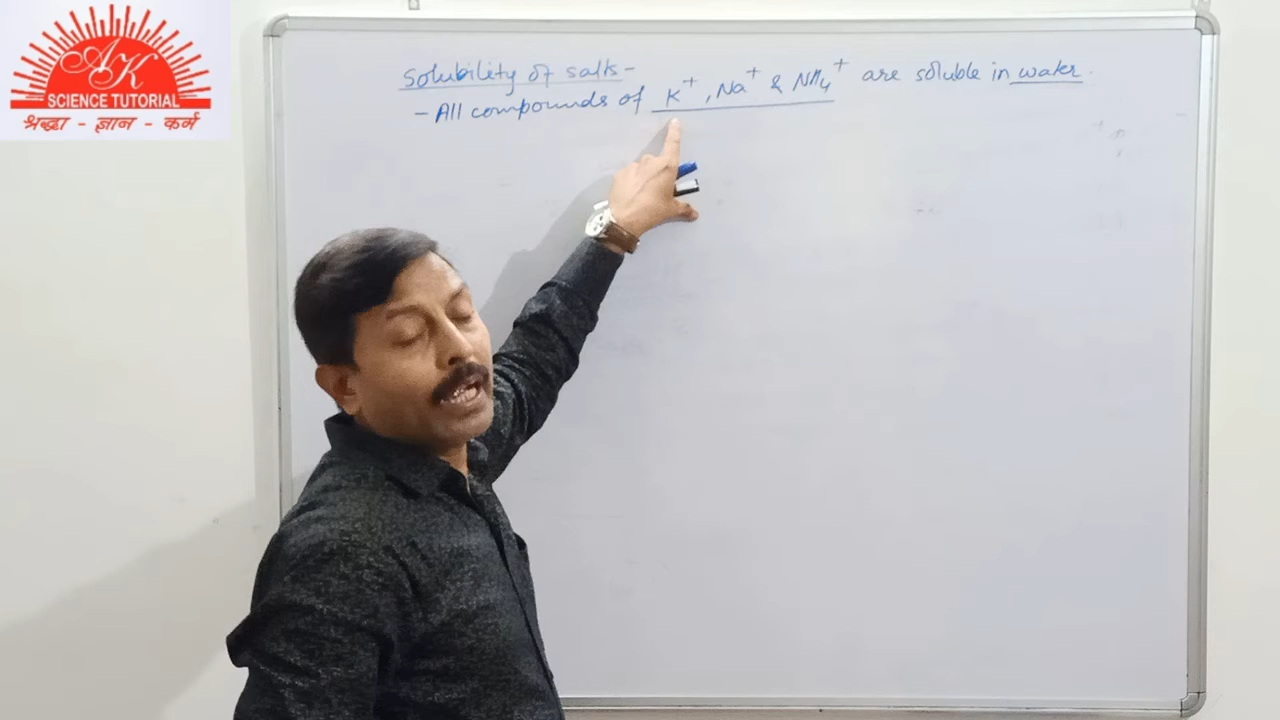 AK
SCIENCE TUTORIAL
श्रद्धा - ज्ञान - कर्म
Solubility of salts-
- All compounds of K⁺, Na⁺ & NH₄⁺ are soluble in water.